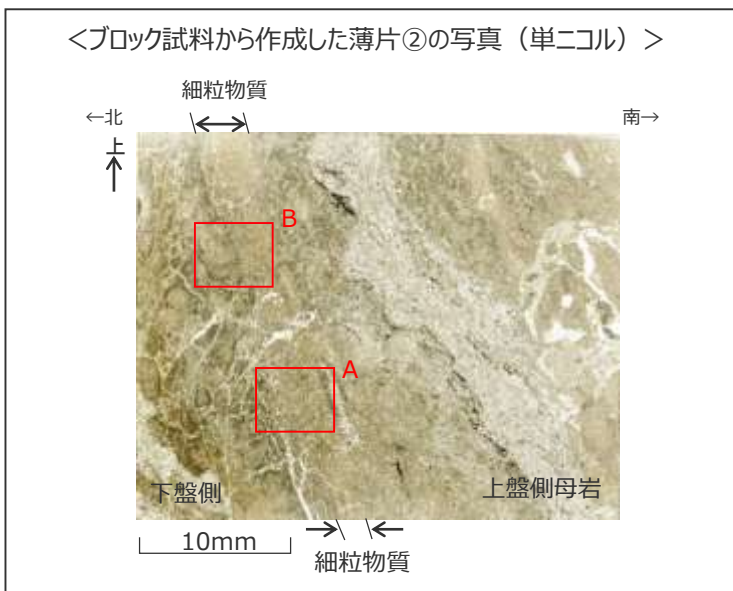 <ブロック試料から作成した薄片②の写真（単ニコル）>
細粒物質
←北
南→
上
B
A
下盤側
上盤側母岩
10mm
細粒物質